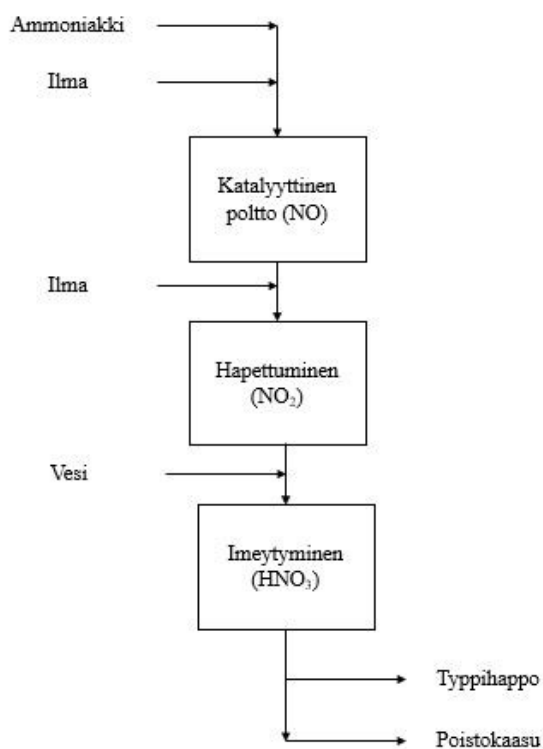 Ammoniakki
Ilma
Katalyyttinen
poltto (NO)
Ilma
Hapettuminen
(NO₂)
Vesi
Imeytyminen
(HNO₃)
Typpihappo
Poistokaasu